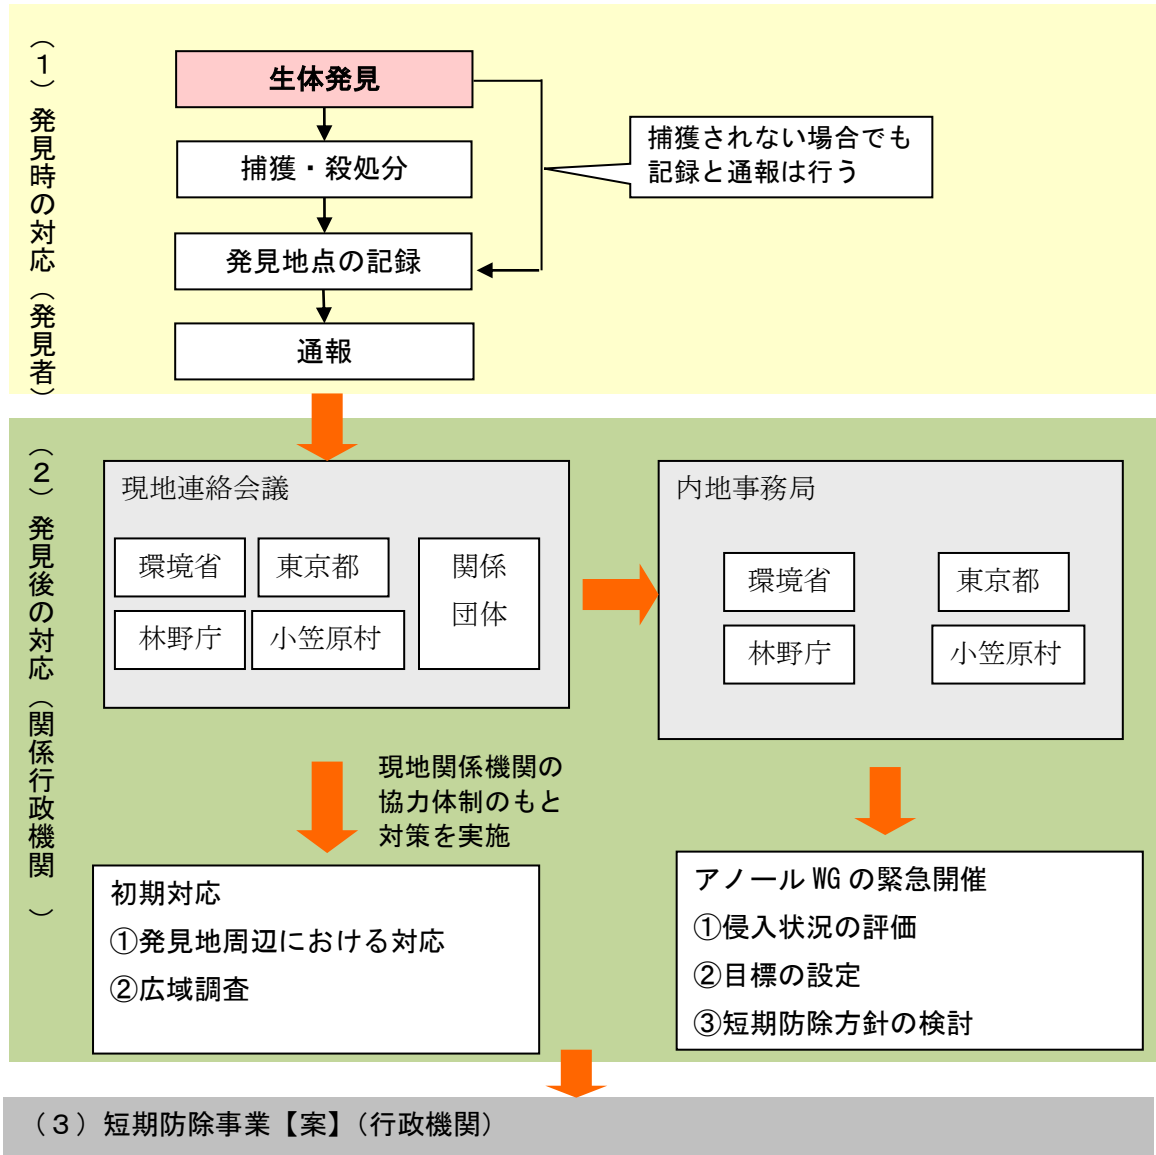 （１）発見時の対応（発見者）
生体発見
捕獲・殺処分
捕獲されない場合でも
記録と通報は行う
発見地点の記録
通報
（２）発見後の対応（関係行政機関　）
現地連絡会議
環境省
東京都
関係
団体
林野庁
小笠原村
内地事務局
環境省
東京都
林野庁
小笠原村
現地関係機関の
協力体制のもと
対策を実施
初期対応
①発見地周辺における対応
②広域調査
アノール WG の緊急開催
①侵入状況の評価
②目標の設定
③短期防除方針の検討
（３）短期防除事業【案】（行政機関）